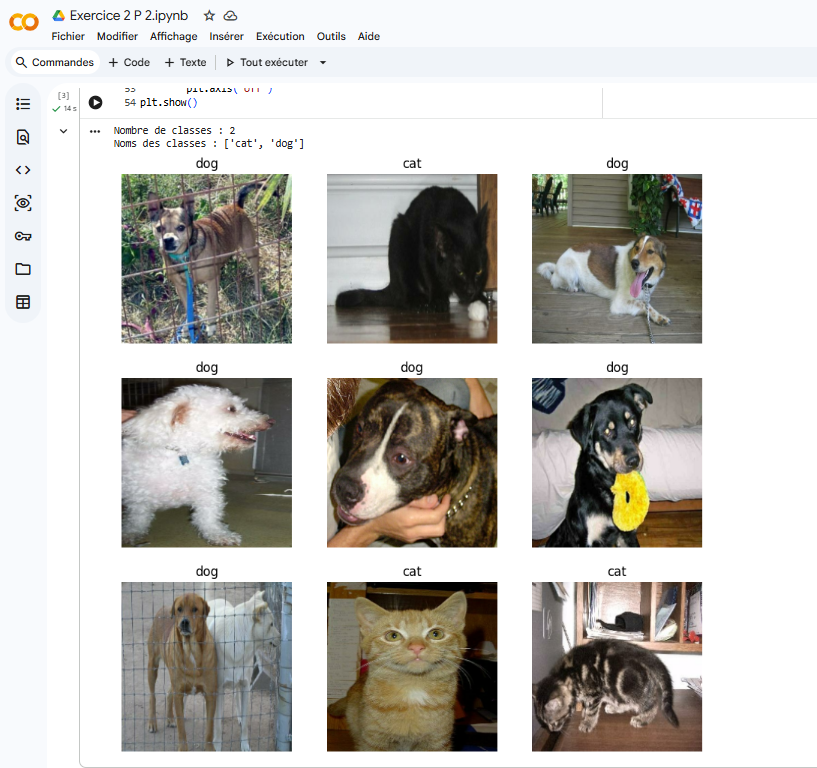 Exercice 2 P 2.ipynb
Fichier Modifier Affichage Insérer Exécution Outils Aide
Commandes + Code + Texte Tout exécuter
[3]
14 s
53 plt.axis("off")
54 plt.show()
Nombre de classes : 2
Noms des classes : ['cat', 'dog']
dog cat dog
dog dog dog
dog cat cat